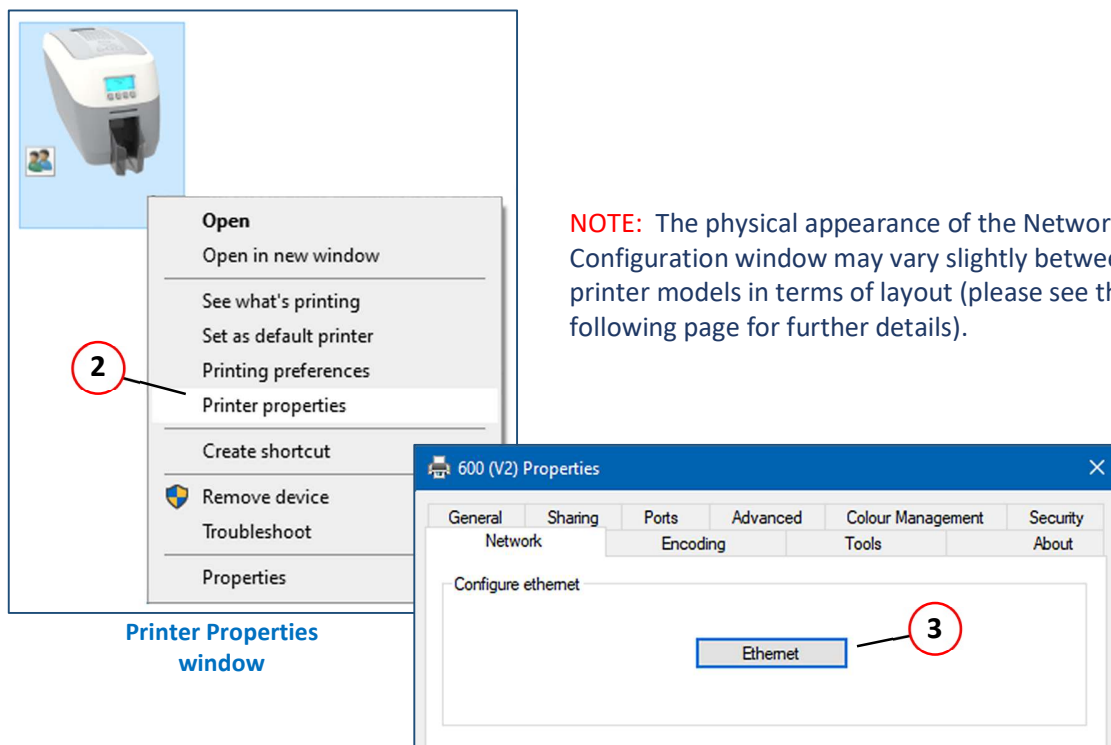 Open
Open in new window
See what's printing
Set as default printer
Printing preferences
Printer properties
Create shortcut
Remove device
Troubleshoot
Properties
2
Printer Properties
window
NOTE: The physical appearance of the
Configuration window may vary slightly
printer models in terms of layout (please see
following page for further details).
600 (V2) Properties
General Sharing Ports Advanced Colour Management Security
Network Encoding Tools About
Configure ethernet
Ethernet
3